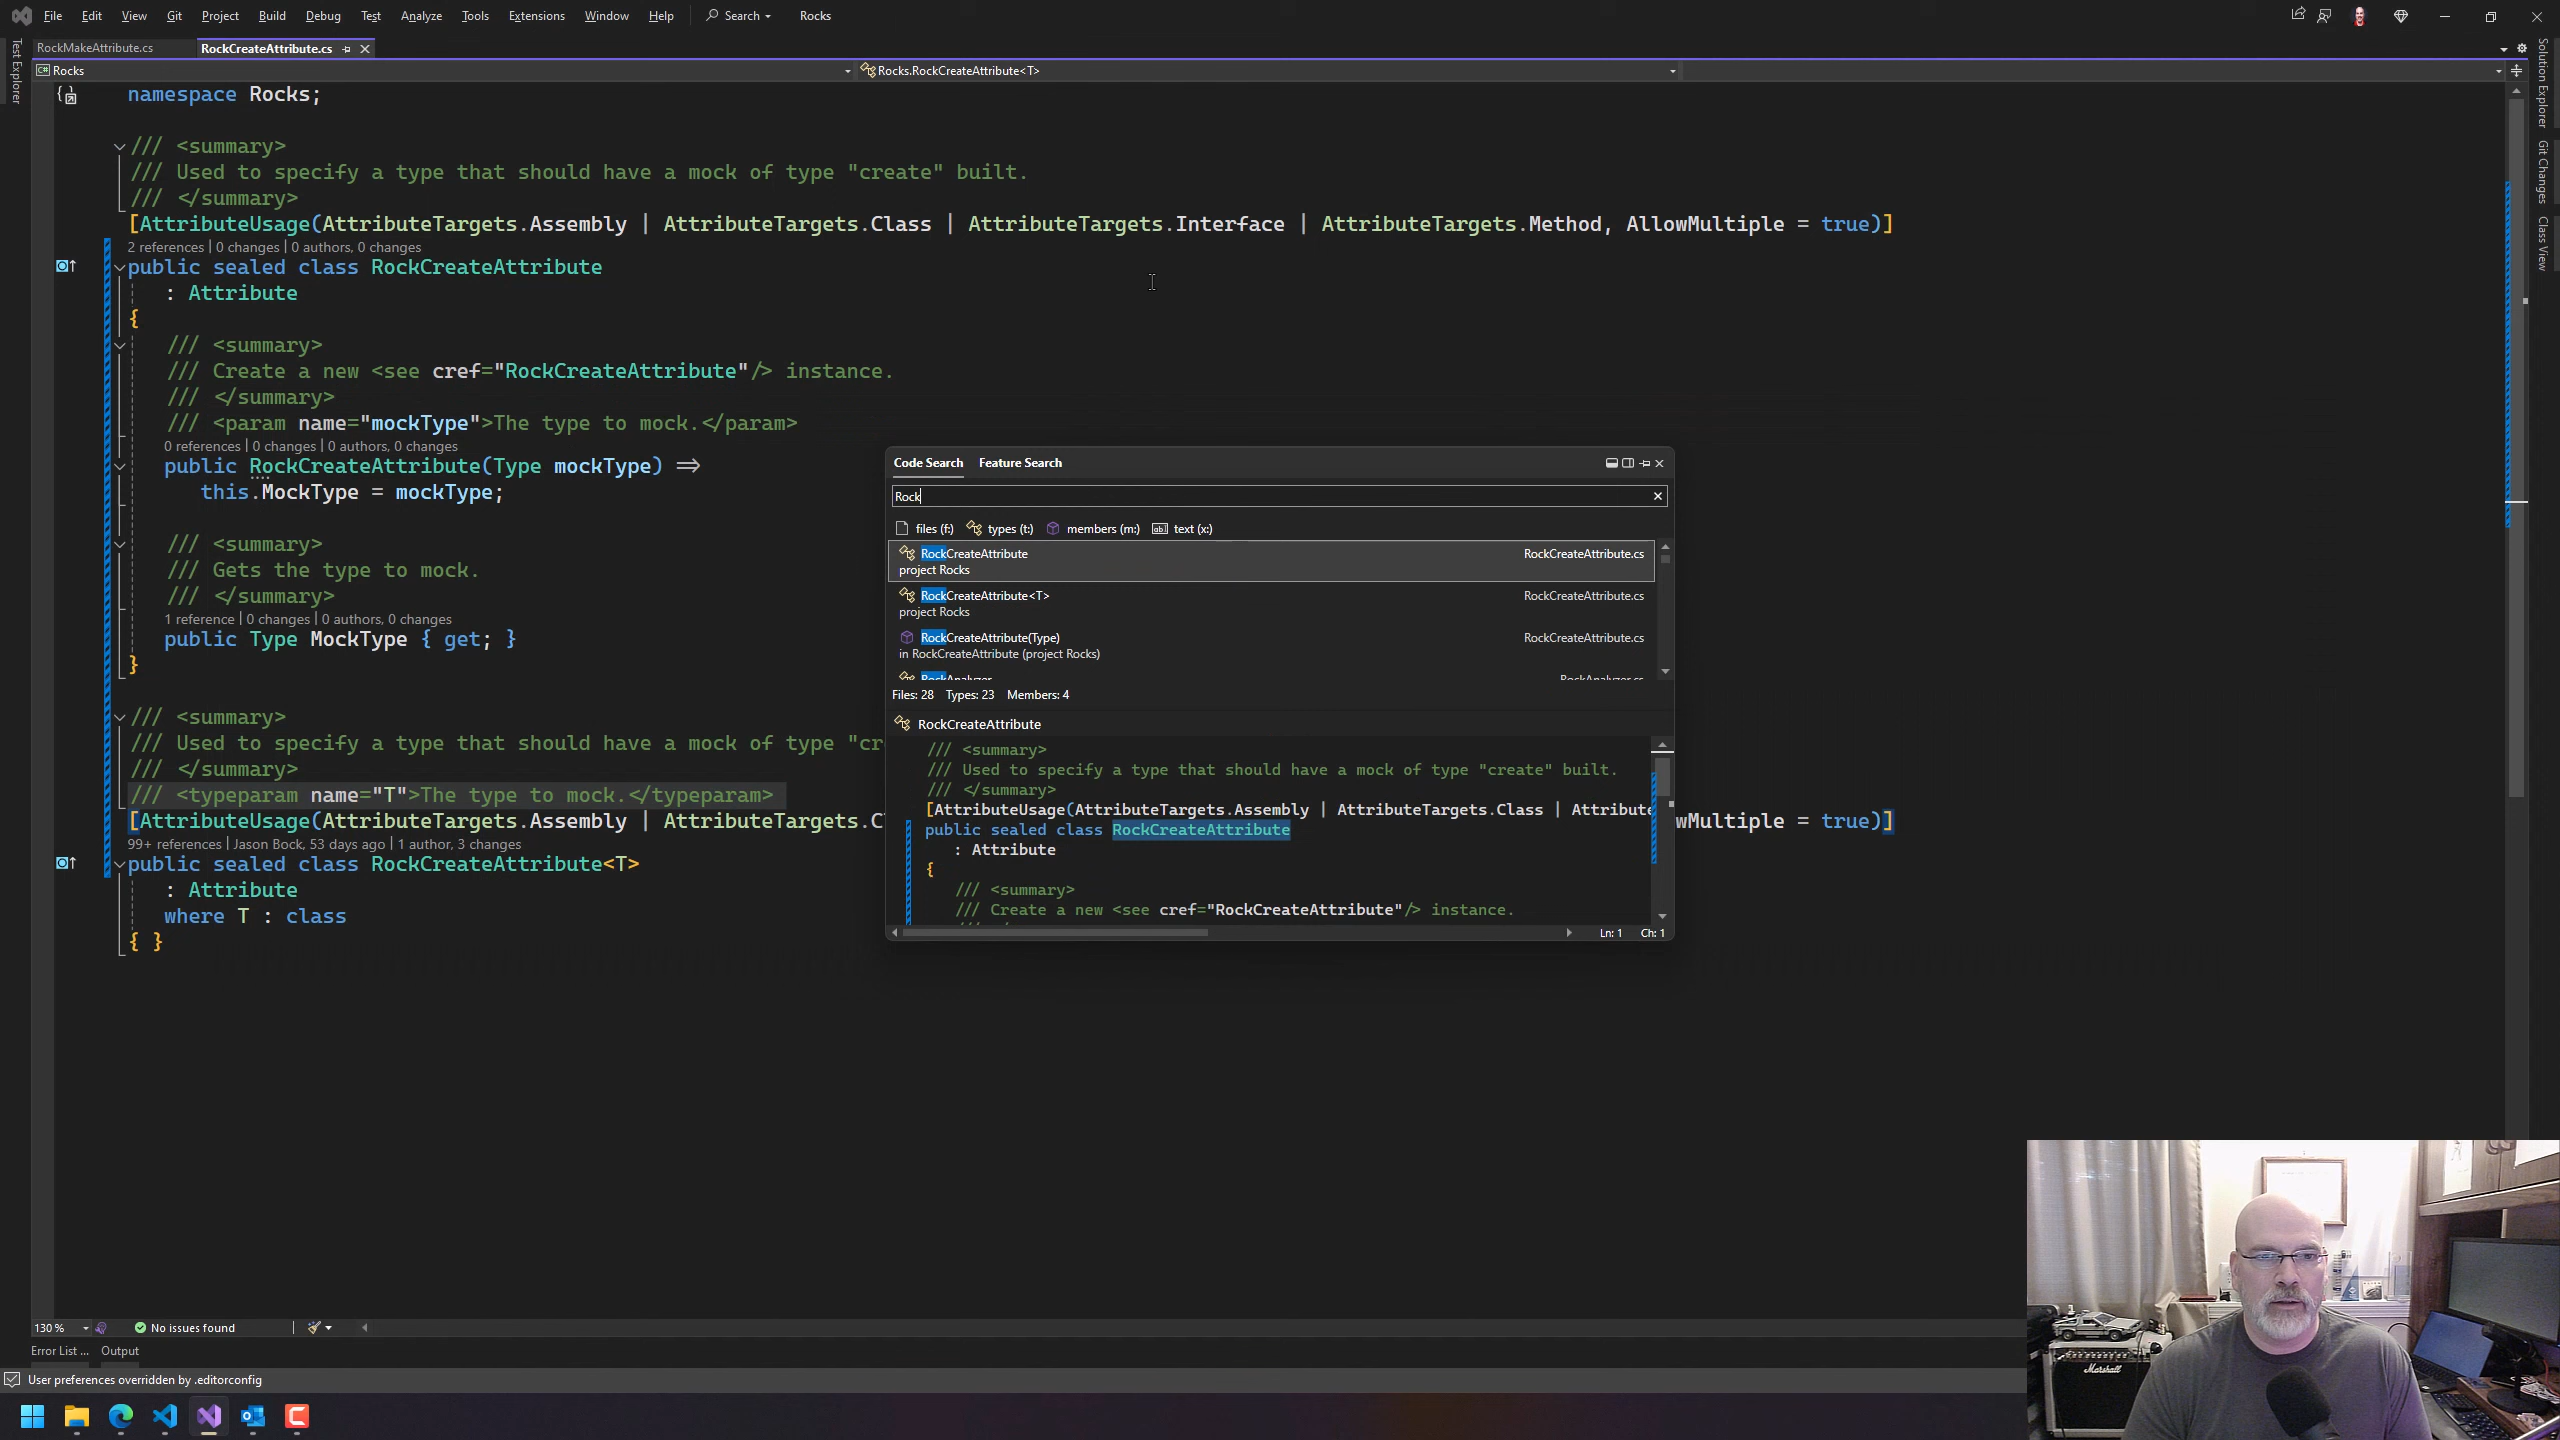 File Edit View Git Project Build Debug Test Analyze Tools Extensions Window Help Search Rocks
RockMakeAttribute.cs RockCreateAttribute.cs
Test Explorer
Rocks Rocks.RockCreateAttribute<T>
namespace Rocks;
/// <summary>
/// Used to specify a type that should have a mock of type "create" built.
/// </summary>
[AttributeUsage(AttributeTargets.Assembly | AttributeTargets.Class | AttributeTargets.Interface | AttributeTargets.Method, AllowMultiple = true)]
2 references | 0 changes | 0 authors, 0 changes
public sealed class RockCreateAttribute
: Attribute
{
/// <summary>
/// Create a new <see cref="RockCreateAttribute"/> instance.
/// </summary>
/// <param name="mockType">The type to mock.</param>
0 references | 0 changes | 0 authors, 0 changes
public RockCreateAttribute(Type mockType) =>
this.MockType = mockType;
/// <summary>
/// Gets the type to mock.
/// </summary>
1 reference | 0 changes | 0 authors, 0 changes
public Type MockType { get; }
}
/// <summary>
/// Used to specify a type that should have a mock of type "cr
/// </summary>
/// <typeparam name="T">The type to mock.</typeparam>
[AttributeUsage(AttributeTargets.Assembly | AttributeTargets.C wMultiple = true)]
99+ references | Jason Bock, 53 days ago | 1 author, 3 changes
public sealed class RockCreateAttribute<T>
: Attribute
where T : class
{ }
Code Search Feature Search
Rock
files (f:) types (t:) members (m:) text (x:)
RockCreateAttribute RockCreateAttribute.cs
project Rocks
RockCreateAttribute<T> RockCreateAttribute.cs
project Rocks
RockCreateAttribute(Type) RockCreateAttribute.cs
in RockCreateAttribute (project Rocks)
RockAnalyzer RockAnalyzer.cs
Files: 28 Types: 23 Members: 4
RockCreateAttribute
/// <summary>
/// Used to specify a type that should have a mock of type "create" built.
/// </summary>
[AttributeUsage(AttributeTargets.Assembly | AttributeTargets.Class | Attribute
public sealed class RockCreateAttribute
: Attribute
{
/// <summary>
/// Create a new <see cref="RockCreateAttribute"/> instance.
Ln: 1 Ch: 1
Solution Explorer
Git Changes
Class View
130 % No issues found
Error List ... Output
User preferences overridden by .editorconfig
Marshall